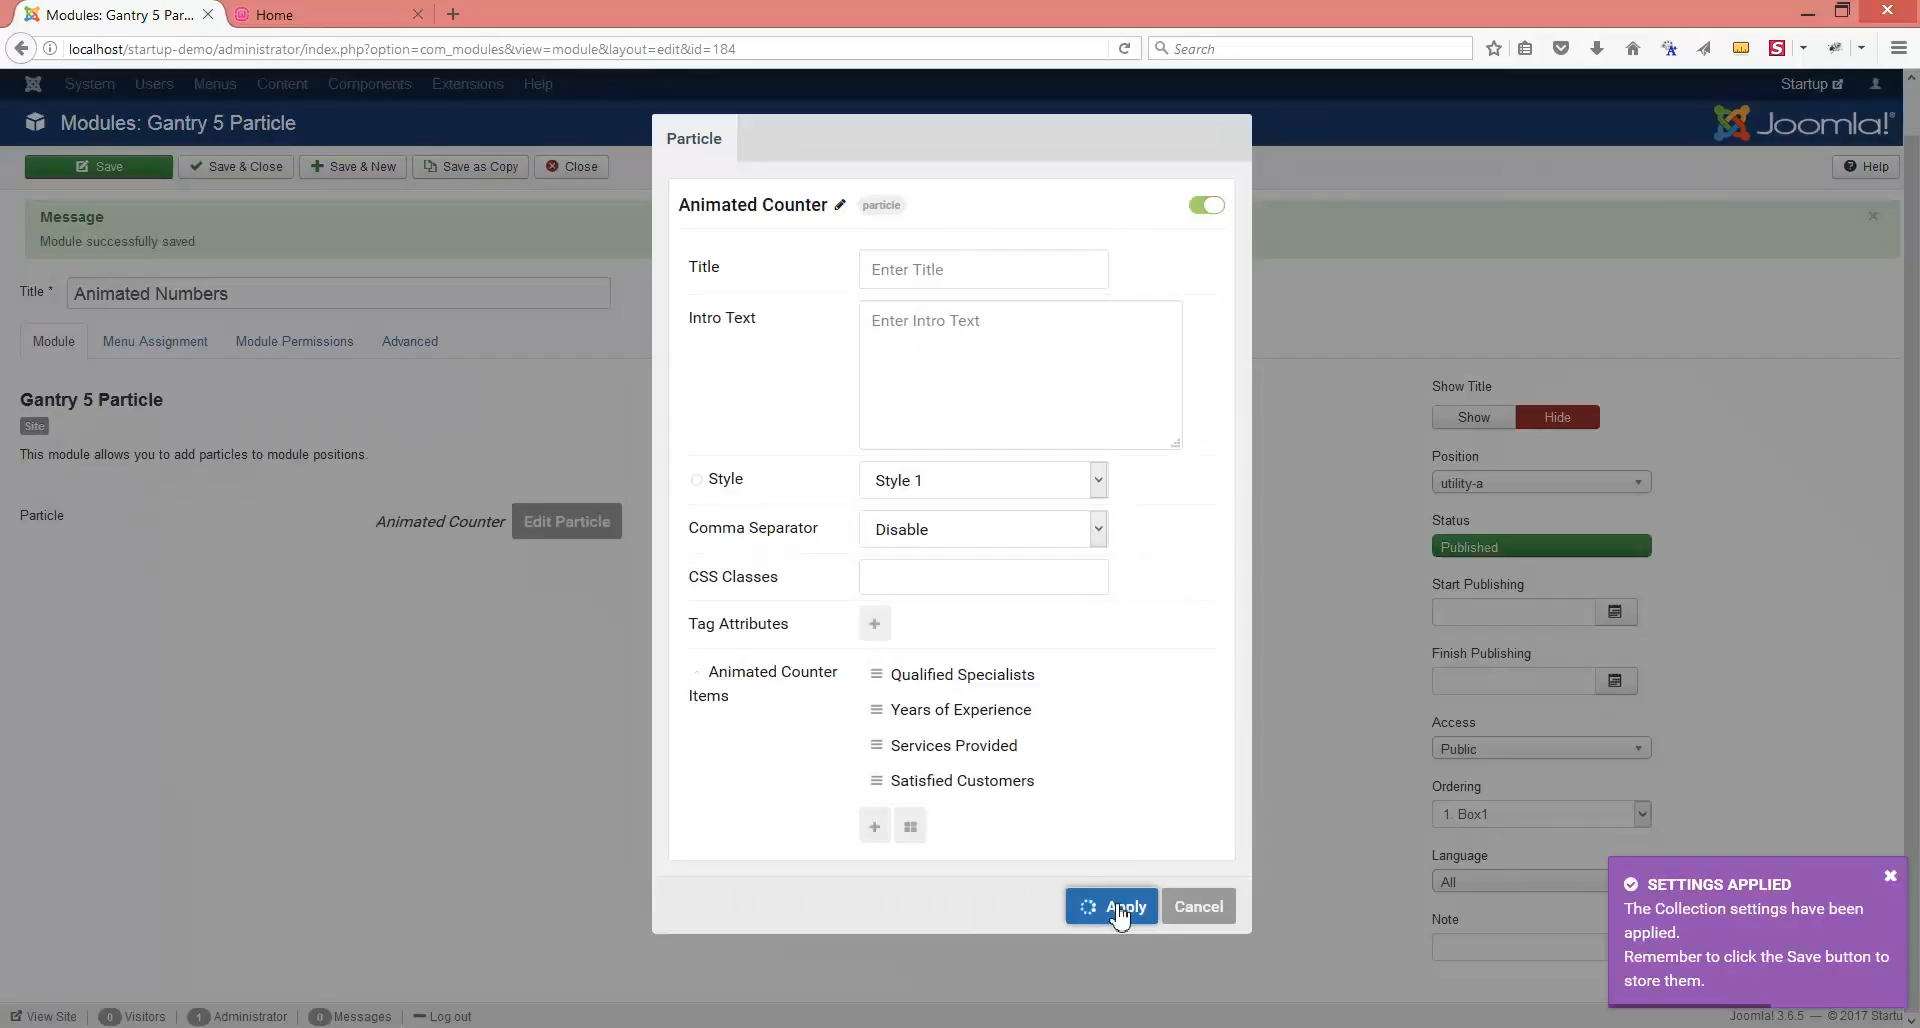 Modules: Gantry 5 Par...
Home
localhost/startup-demo/administrator/index.php?option=com_modules&view=module&layout=edit&id=184
Search
System Users Menus Content Components Extensions Help
Startup
Modules: Gantry 5 Particle
Joomla!®
Save
Save & Close
Save & New
Save as Copy
Close
Help
Message
Module successfully saved
Title *
Animated Numbers
Module
Menu Assignment
Module Permissions
Advanced
Gantry 5 Particle
Site
This module allows you to add particles to module positions.
Particle
Animated Counter
Edit Particle
Particle
Animated Counter
particle
Title
Enter Title
Intro Text
Enter Intro Text
Style
Style 1
Comma Separator
Disable
CSS Classes
Tag Attributes
Animated Counter
Items
Qualified Specialists
Years of Experience
Services Provided
Satisfied Customers
Apply
Cancel
Show Title
Show
Hide
Position
utility-a
Status
Published
Start Publishing
Finish Publishing
Access
Public
Ordering
1. Box1
Language
All
Note
SETTINGS APPLIED
The Collection settings have been
applied.
Remember to click the Save button to
store them.
View Site
0 Visitors
1 Administrator
0 Messages
Log out
Joomla! 3.6.5 — © 2017 Startu